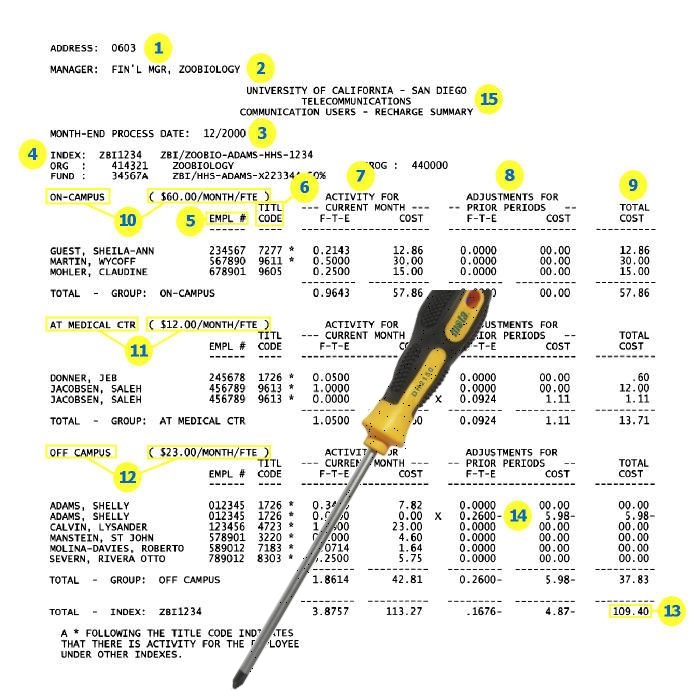 ADDRESS: 0603 1
MANAGER: FIN'L MGR, ZOOBIOLOGY 2
UNIVERSITY OF CALIFORNIA - SAN DIEGO
TELECOMMUNICATIONS 15
COMMUNICATION USERS - RECHARGE SUMMARY
MONTH-END PROCESS DATE: 12/2000 3
4 INDEX: ZBI1234 ZBI/ZOOBIO-ADAMS-HHS-1234
ORG : 414321 ZOOBIOLOGY ROG : 440000
FUND : 34567A ZBI/HHS-ADAMS-X22334 50%
6 7 8 9
ON-CAMPUS ( $60.00/MONTH/FTE ) TITL ACTIVITY FOR ADJUSTMENTS FOR TOTAL
10 5 EMPL # CODE --- CURRENT MONTH --- -- PRIOR PERIODS -- COST
F-T-E COST F-T-E COST
GUEST, SHEILA-ANN 234567 7277 * 0.2143 12.86 0.0000 00.00 12.86
MARTIN, WYCOFF 567890 9611 * 0.5000 30.00 0.0000 00.00 30.00
MOHLER, CLAUDINE 678901 9605 0.2500 15.00 0.0000 00.00 15.00
TOTAL - GROUP: ON-CAMPUS 0.9643 57.86 00.00 57.86
AT MEDICAL CTR ( $12.00/MONTH/FTE ) TITL ACTIVITY FOR ADJUSTMENTS FOR TOTAL
11 EMPL # CODE --- CURRENT MONTH PRIOR PERIODS -- COST
F-T-E F-T-E COST
DONNER, JEB 245678 1726 * 0.0500 0.0000 00.00 .60
JACOBSEN, SALEH 456789 9613 * 1.0000 0.0000 00.00 12.00
JACOBSEN, SALEH 456789 9613 * 0.0000 X 0.0924 1.11 1.11
TOTAL - GROUP: AT MEDICAL CTR 1.0500 0.0924 1.11 13.71
OFF CAMPUS ( $23.00/MONTH/FTE ) TITL ADJUSTMENTS FOR TOTAL
12 EMPL # CODE --- MONTH --- -- PRIOR PERIODS -- COST
F-T-E COST F-T-E COST
ADAMS, SHELLY 012345 1726 * 7.82 0.0000 00.00 00.00
ADAMS, SHELLY 012345 1726 * 0.00 X 0.2600- 14 5.98- 5.98-
CALVIN, LYSANDER 123456 4723 * 23.00 0.0000 00.00 00.00
MANSTEIN, ST JOHN 578901 3220 * 4.60 0.0000 00.00 00.00
MOLINA-DAVIES, ROBERTO 589012 7183 * .0714 1.64 0.0000 00.00 00.00
SEVERN, RIVERA OTTO 789012 8303 * .2500 5.75 0.0000 00.00 00.00
TOTAL - GROUP: OFF CAMPUS 1.8614 42.81 0.2600- 5.98- 37.83
TOTAL - INDEX: ZBI1234 3.8757 113.27 .1676- 4.87- 109.40 13
A * FOLLOWING THE TITLE CODE
THAT THERE IS ACTIVITY FOR THE
UNDER OTHER INDEXES.